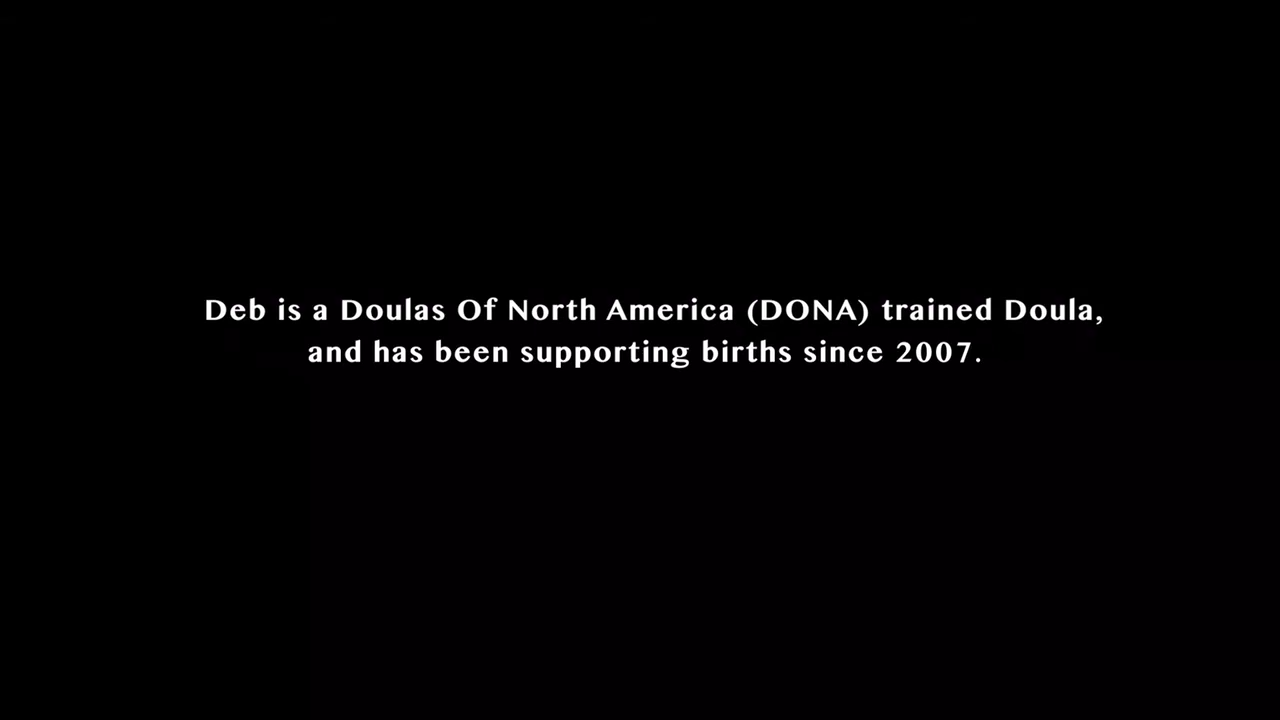 Deb is a Doulas Of North America (DONA) trained Doula,
and has been supporting births since 2007.